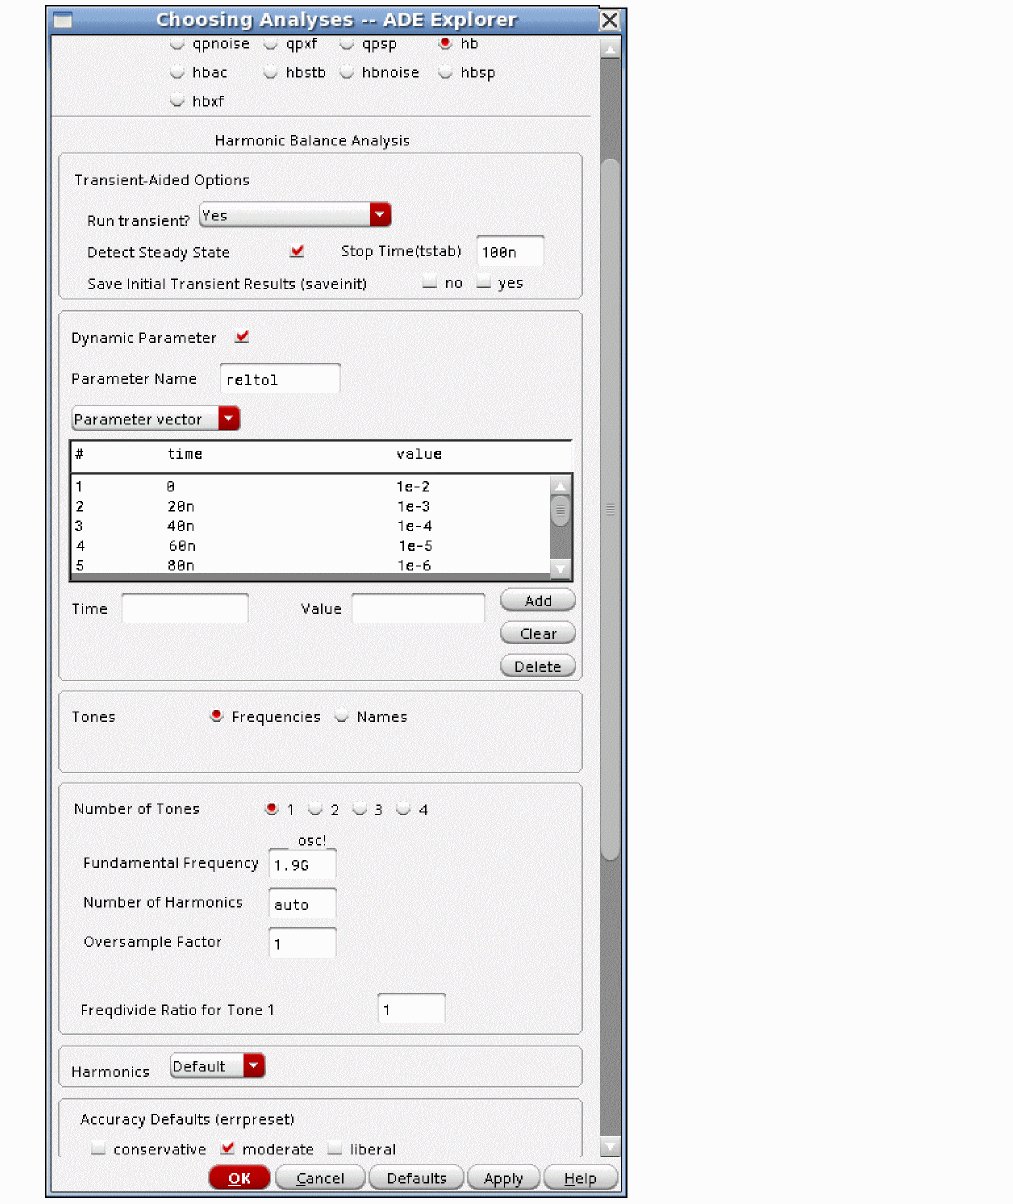 Choosing Analyses -- ADE Explorer
qpnoise qpxf qpsp hb
hbac hbstb hbnoise hbsp
hbxf
Harmonic Balance Analysis
Transient-Aided Options
Run transient? Yes
Detect Steady State Stop Time(tstab) 100n
Save Initial Transient Results (saveinit) no yes
Dynamic Parameter
Parameter Name reltol
Parameter vector
# time value
1 0 1e-2
2 20n 1e-3
3 40n 1e-4
4 60n 1e-5
5 80n 1e-6
Time Value Add
Clear
Delete
Tones Frequencies Names
Number of Tones 1 2 3 4
osc!
Fundamental Frequency 1.9G
Number of Harmonics auto
Oversample Factor 1
Freqdivide Ratio for Tone 1 1
Harmonics Default
Accuracy Defaults (errpreset)
conservative moderate liberal
OK Cancel Defaults Apply Help